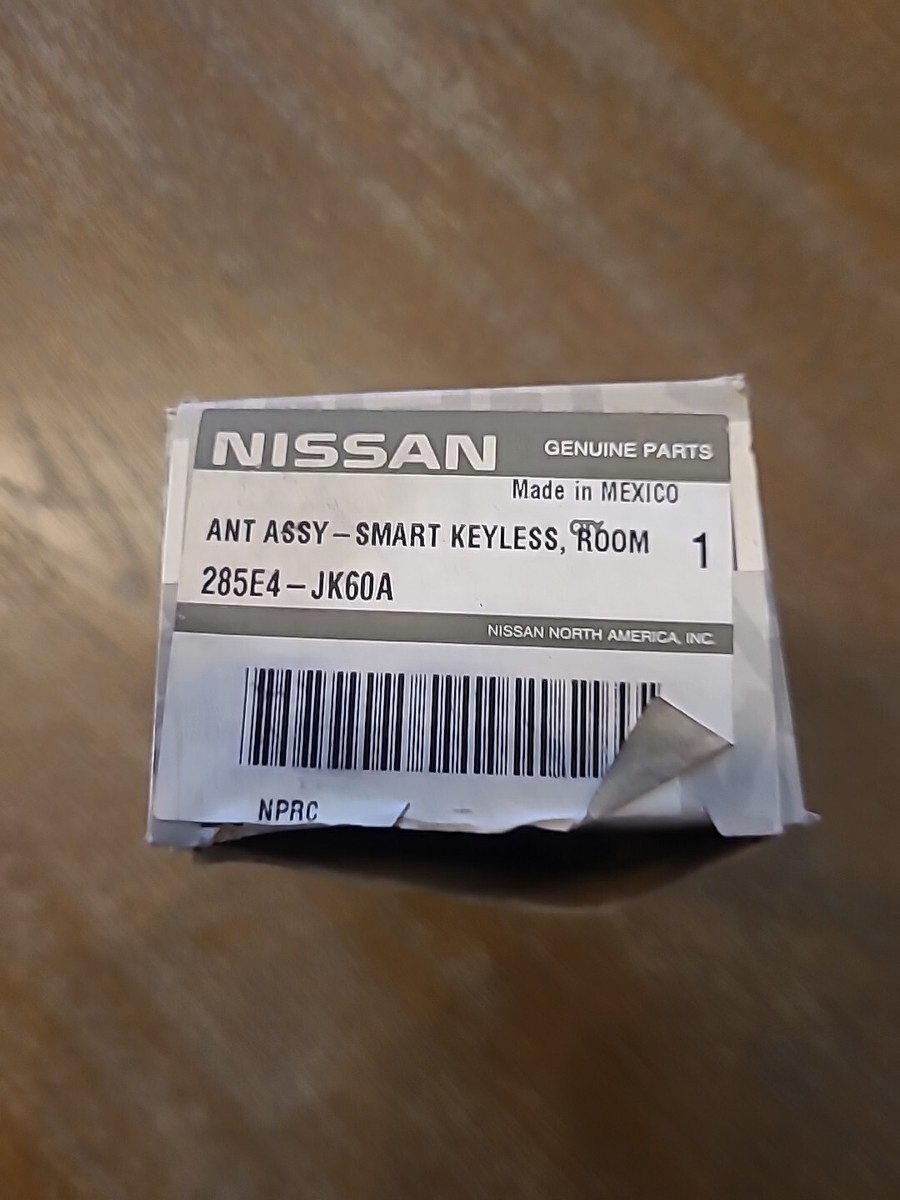 NISSAN GENUINE PARTS
Made in MEXICO
QTY
ANT ASSY-SMART KEYLESS, ROOM 1
285E4-JK60A
NISSAN NORTH AMERICA, INC.
NPRC